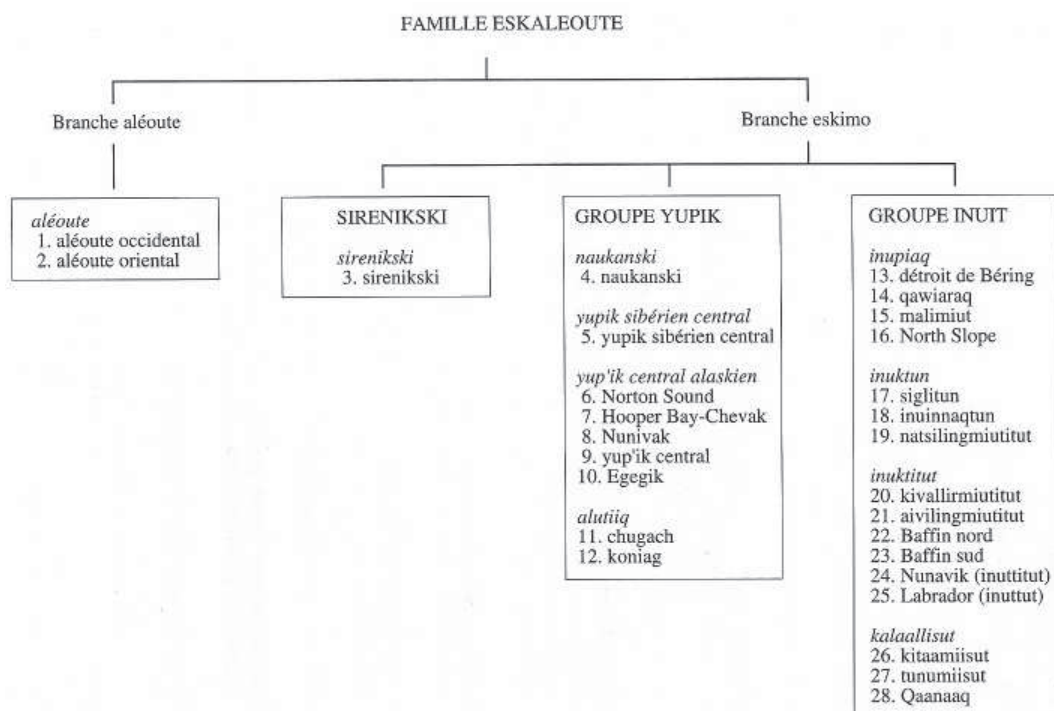 FAMILLE ESKALEOUTE
Branche aléoute
Branche eskimo
aléoute
1. aléoute occidental
2. aléoute oriental
SIRENIKSKI
sirenikski
3. sirenikski
GROUPE YUPIK
naukanski
4. naukanski
yupik sibérien central
5. yupik sibérien central
yup'ik central alaskien
6. Norton Sound
7. Hooper Bay-Chevak
8. Nunivak
9. yup'ik central
10. Egegik
alutiiq
11. chugach
12. koniag
GROUPE INUIT
inupiaq
13. détroit de Béring
14. qawiaraq
15. malimiut
16. North Slope
inuktun
17. siglitun
18. inuinnaqtun
19. natsilingmiutitut
inuktitut
20. kivallirmiutitut
21. aivilingmiutitut
22. Baffin nord
23. Baffin sud
24. Nunavik (inuttitut)
25. Labrador (inuttut)
kalaallisut
26. kitaamiisut
27. tunumiisut
28. Qaanaaq